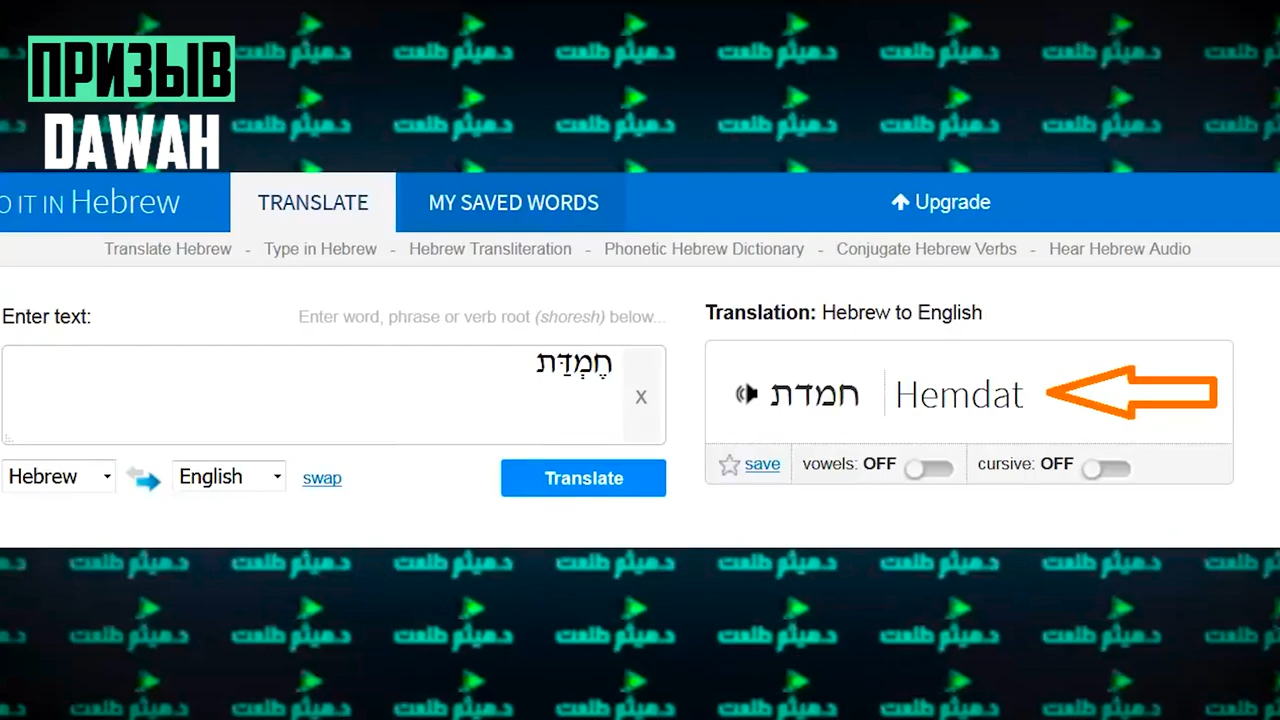 ПРИЗЫВ
DAWAH
O IT IN Hebrew
TRANSLATE
MY SAVED WORDS
Upgrade
Translate Hebrew - Type in Hebrew - Hebrew Transliteration - Phonetic Hebrew Dictionary - Conjugate Hebrew Verbs - Hear Hebrew Audio
Enter text:
Enter word, phrase or verb root (shoresh) below...
חֶמְדַּת
x
Hebrew
English
swap
Translate
Translation: Hebrew to English
חמדת
Hemdat
save
vowels: OFF
cursive: OFF